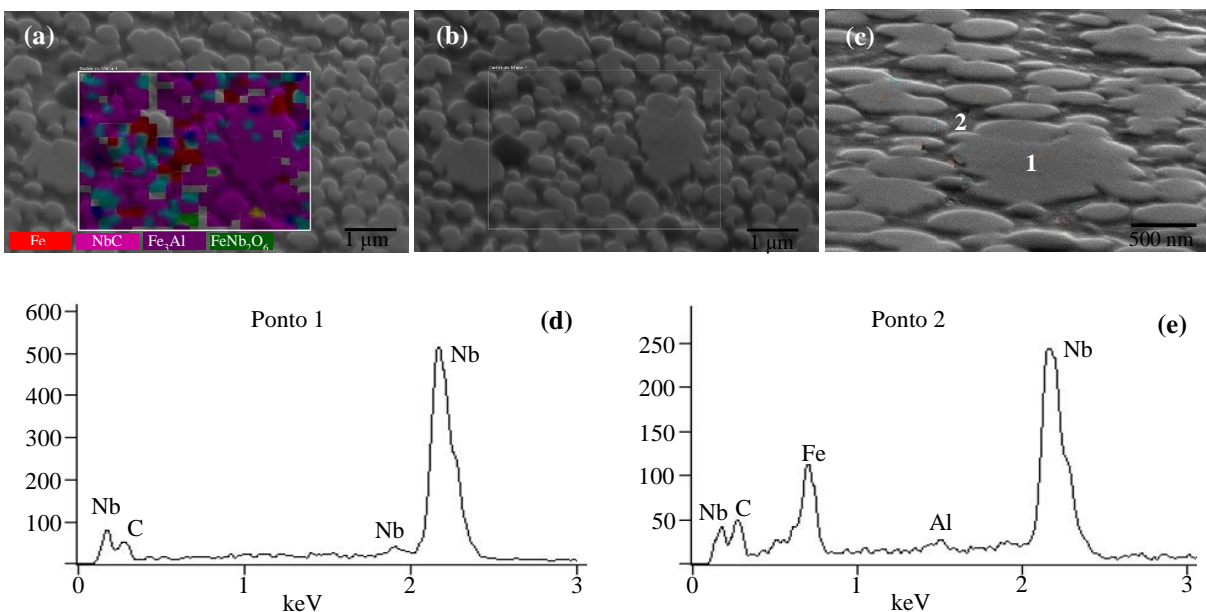 (a)
Fe
NbC
Fe3Al
FeNb2O6
1 µm
(b)
1 µm
(c)
2
1
500 nm
Ponto 1
(d)
600
500
400
300
200
100
Nb
C
Nb
Nb
0
1
2
3
keV
Ponto 2
(e)
250
200
150
100
50
Nb
C
Fe
Al
Nb
0
1
2
3
keV